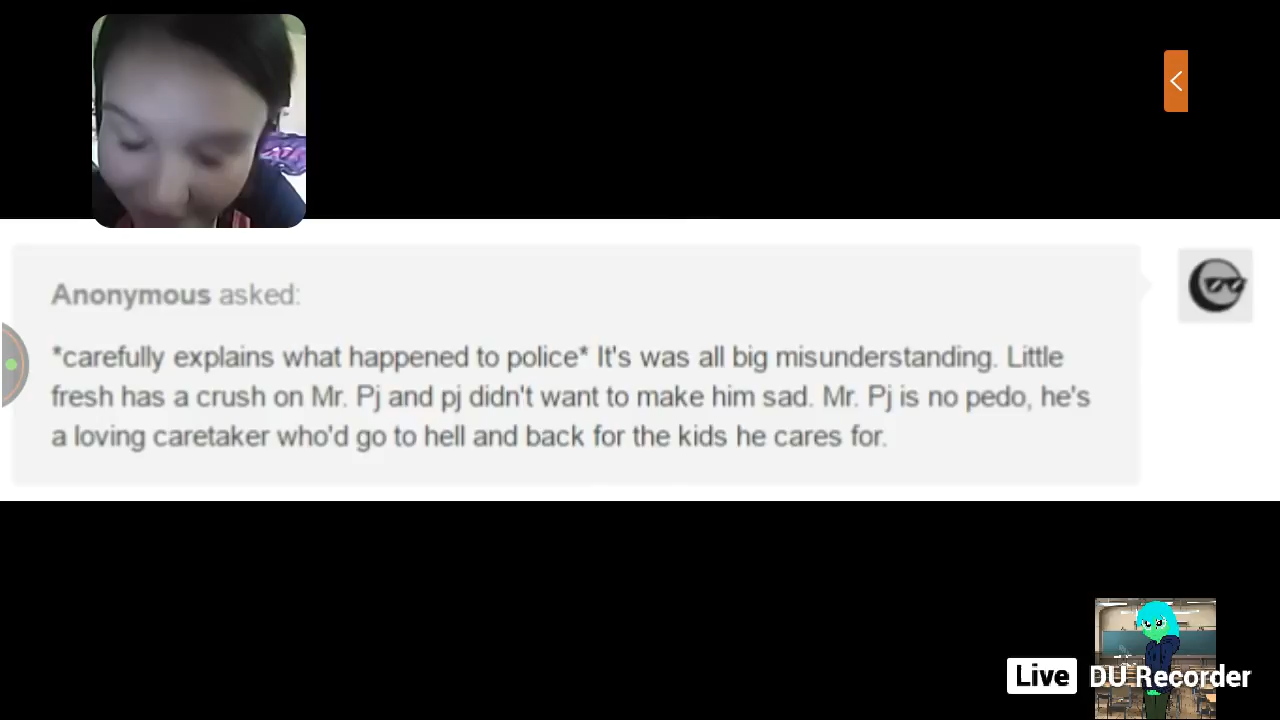 Anonymous asked:
*carefully explains what happened to police* It's was all big misunderstanding. Little
fresh has a crush on Mr. Pj and pj didn't want to make him sad. Mr. Pj is no pedo, he's
a loving caretaker who'd go to hell and back for the kids he cares for.
Live DU Recorder